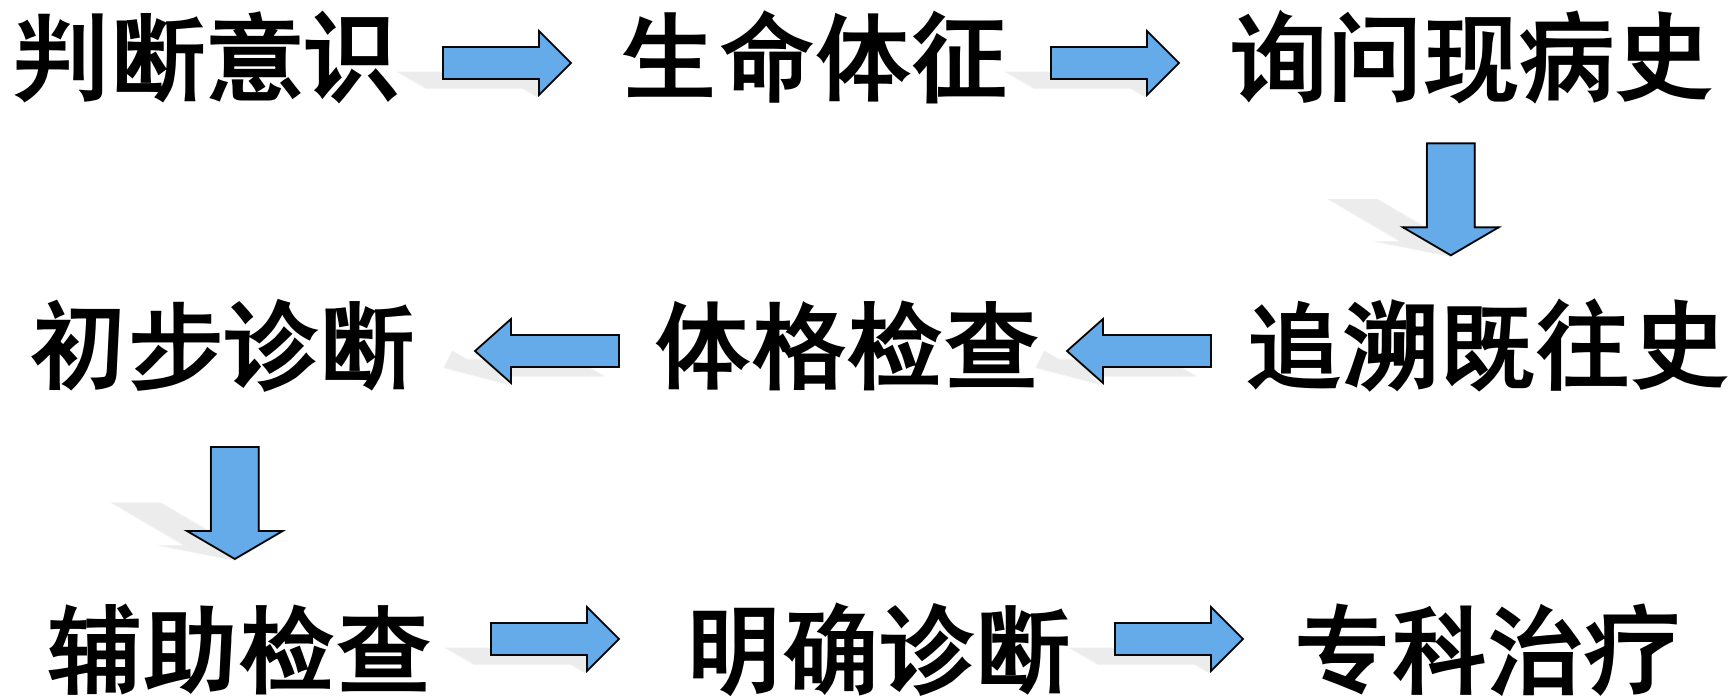 判断意识
生命体征
询问现病史
追溯既往史
体格检查
初步诊断
辅助检查
明确诊断
专科治疗